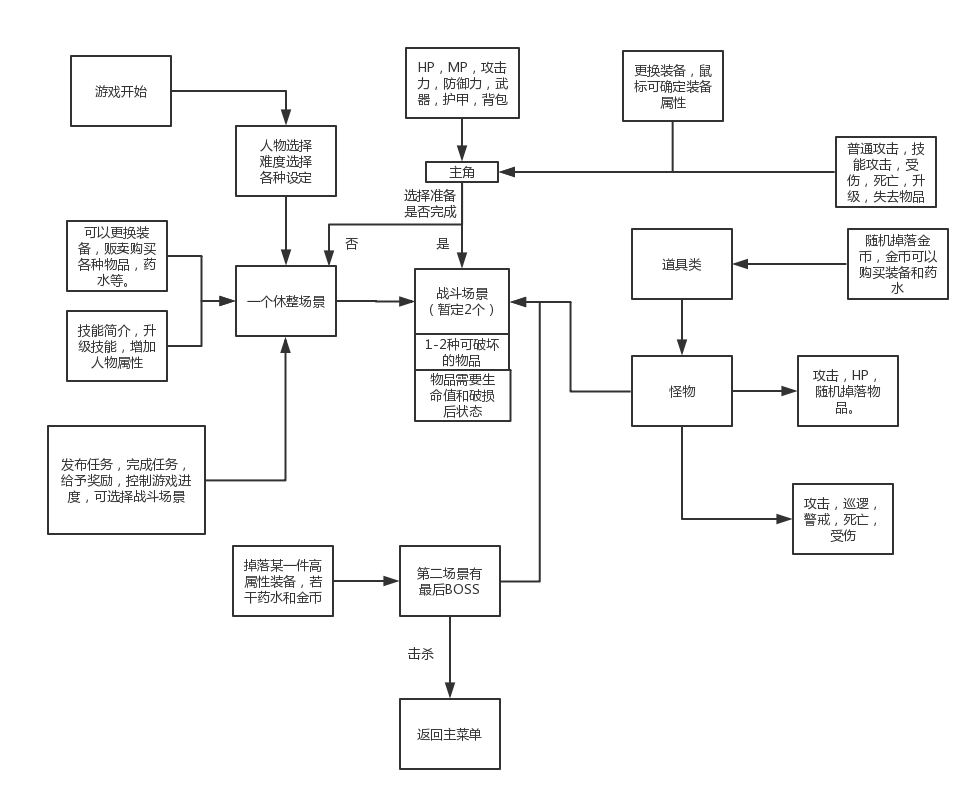 游戏开始
HP，MP，攻击
力，防御力，武
器，护甲，背包
更换装备，鼠
标可确定装备
属性
人物选择
难度选择
各种设定
主角
普通攻击，技
能攻击，受
伤，死亡，升
级，失去物品
选择准备
是否完成
否
是
可以更换装
备，贩卖购买
各种物品，药
水等。
道具类
随机掉落金
币，金币可以
购买装备和药
水
一个休整场景
战斗场景
（暂定2个）
1-2种可破坏
的物品
物品需要生
命值和破损
后状态
技能简介，升
级技能，增加
人物属性
怪物
攻击，HP，
随机掉落物
品。
发布任务，完成任务，
给予奖励，控制游戏进
度，可选择战斗场景
攻击，巡逻，
警戒，死亡，
受伤
掉落某一件高
属性装备，若
干药水和金币
第二场景有
最后BOSS
击杀
返回主菜单